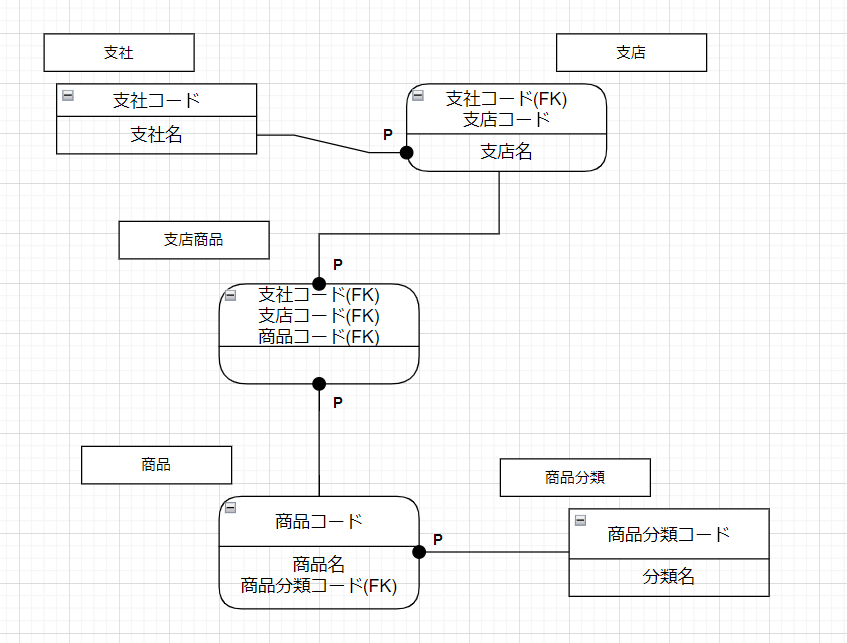 支社
支店
支社コード
支社名
支社コード(FK)
支店コード
支店名
P
支店商品
P
支社コード(FK)
支店コード(FK)
商品コード(FK)
P
商品
商品分類
商品コード
商品名
商品分類コード(FK)
P
商品分類コード
分類名